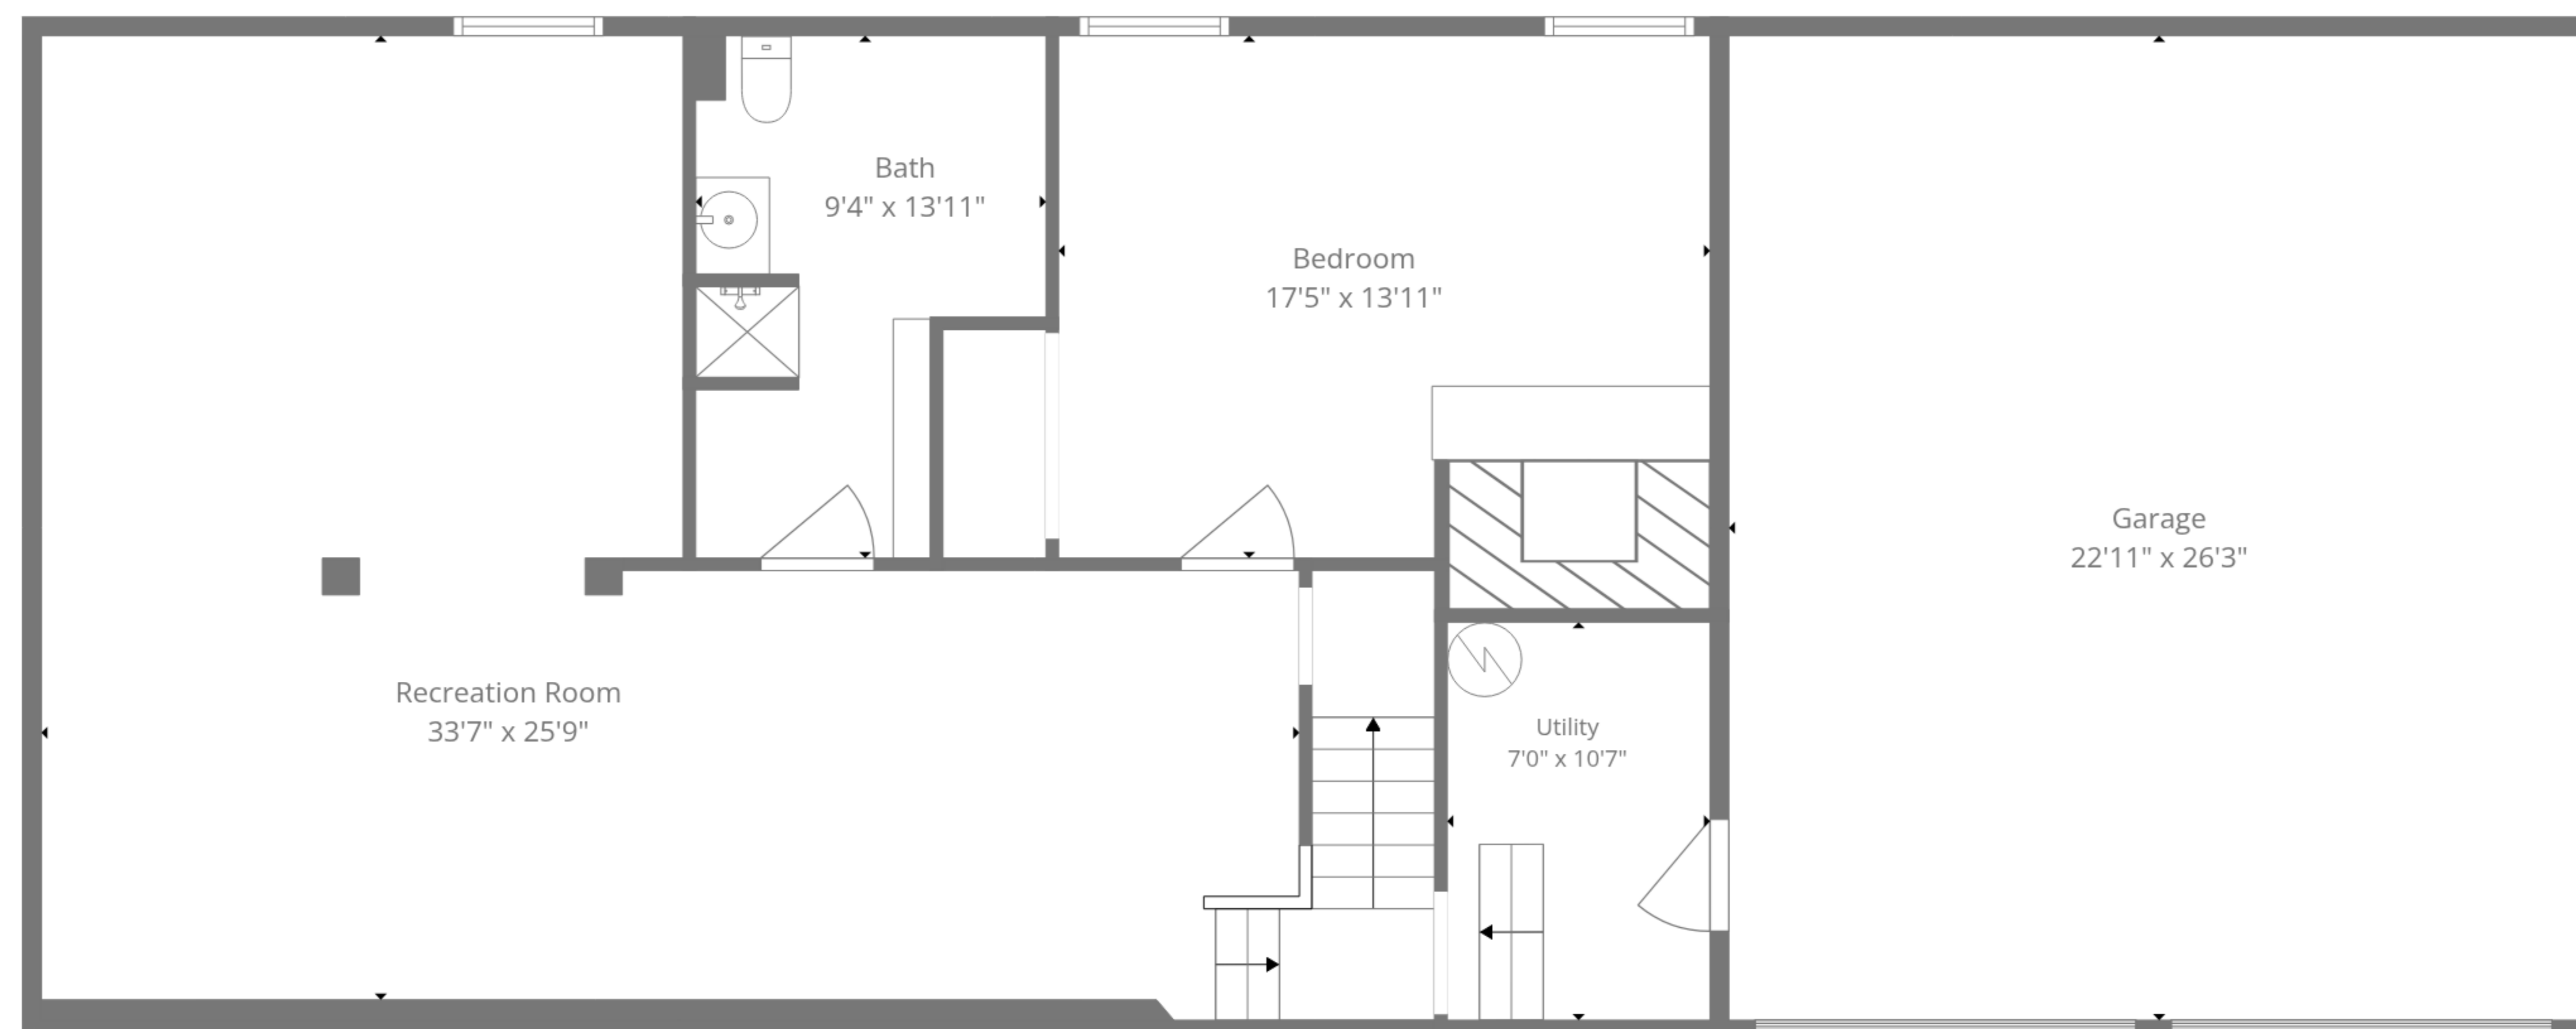 Bath
9'4" x 13'11"
Bedroom
17'5" x 13'11"
Garage
22'11" x 26'3"
Recreation Room
33'7" x 25'9"
Utility
7'0" x 10'7"